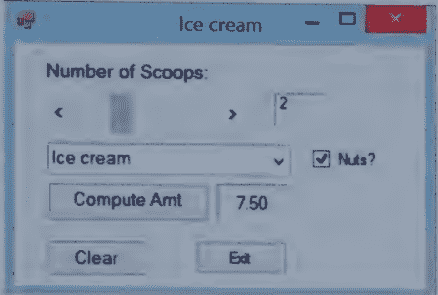 Ice cream
Number of Scoops:
2
Ice cream
Nuts?
Compute Amt
7.50
Clear
Exit